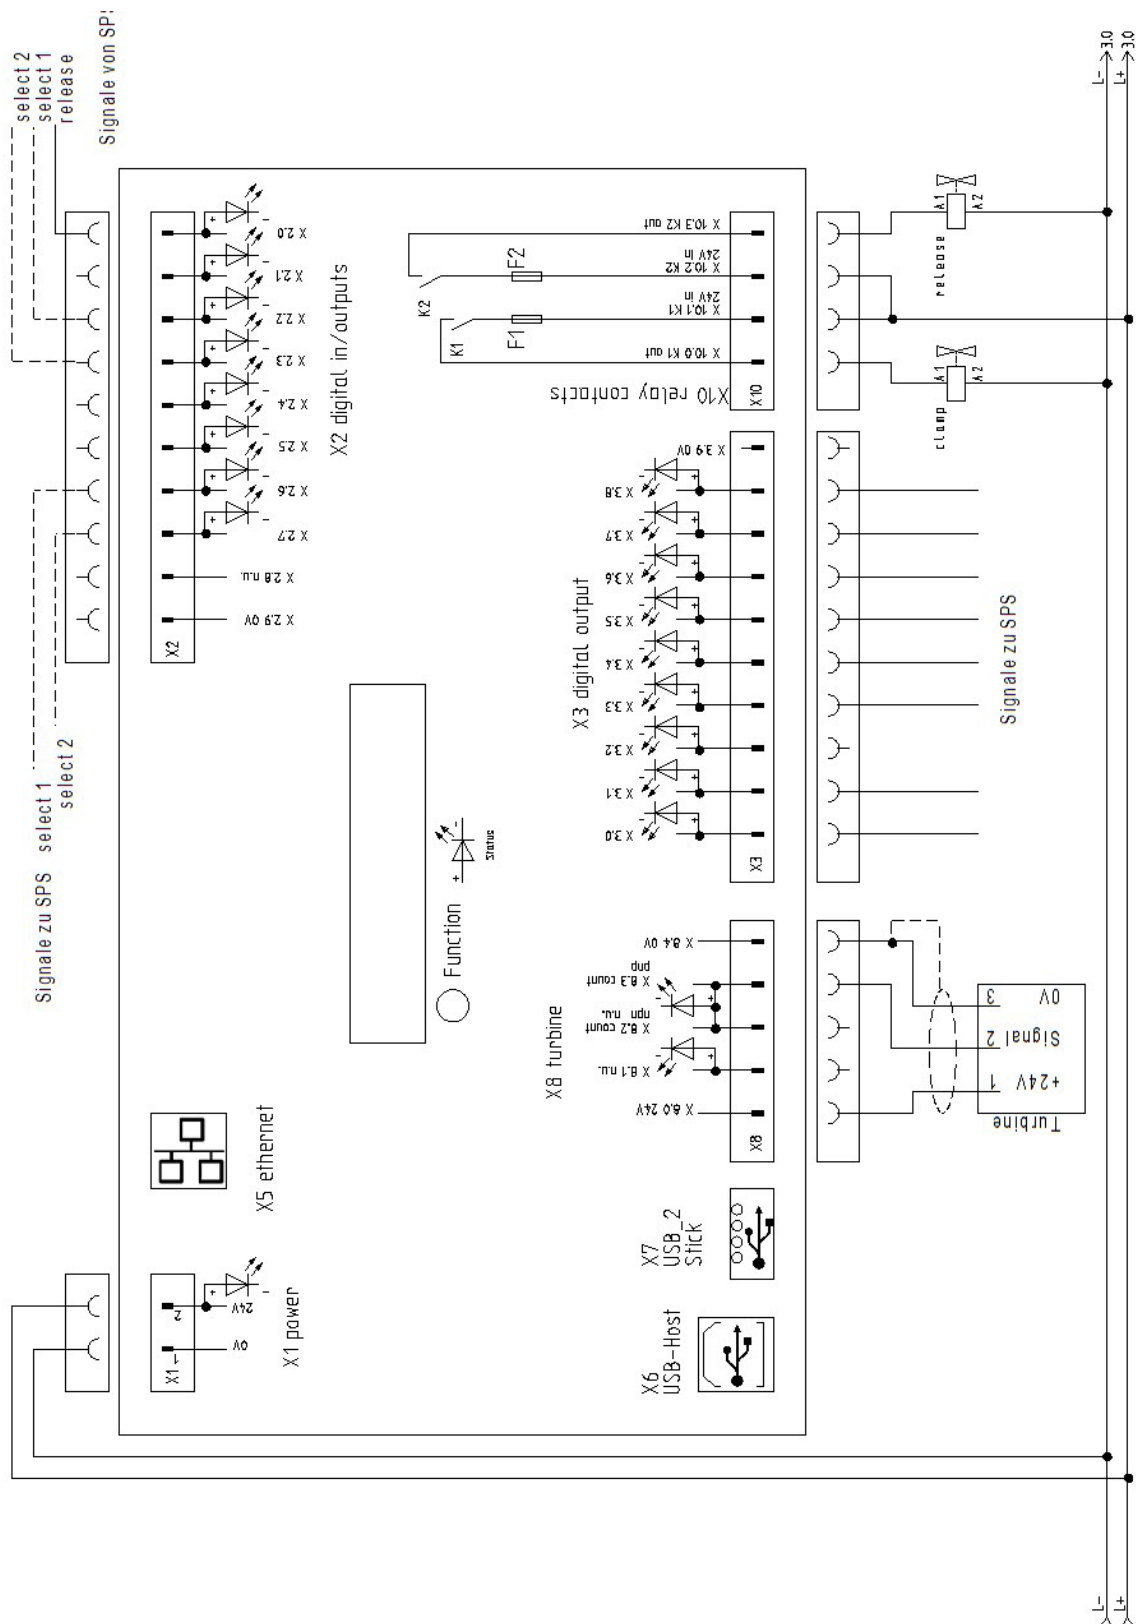 select 2
select 1
release
Signale von SPS
X 2.0
X 2.1
X 2.2
X 2.3
X 2.4
X 2.5
X 2.6
X 2.7
X 2.8 n.u.
X 2.9 0V
X2
X2 digital in/outputs
Signale zu SPS select 1
select 2
K2
K1
F2
F1
X 10.3 K2 out
X 10.2 K2
24V in
X 10.1 K1
24V in
X 10.0 K1 out
X10 relay contacts
X10
release
A1
A2
clamp
A1
A2
L-
3.0
L+
3.0
X 3.9 0V
X 3.8
X 3.7
X 3.6
X 3.5
X 3.4
X 3.3
X 3.2
X 3.1
X 3.0
X3
X3 digital output
Signale zu SPS
Status
Function
X 8.4 0V
X 8.3 count
pnp
X 8.2 count
npn n.u.
X 8.1 n.u.
X 8.0 24V
X8
X8 turbine
0V 3
Signal 2
+24V 1
Turbine
X5 ethernet
X7
USB_2
Stick
X6
USB-Host
2
24V
1
0V
X1
X1 power
L-
L+